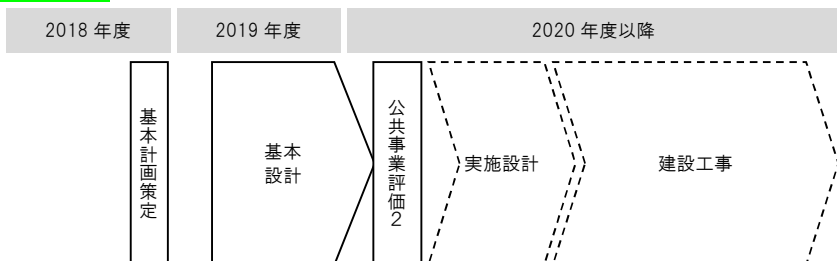 2018 年度
2019 年度
2020 年度以降
基本計画策定
基本
設計
公共事業評価2
実施設計
建設工事